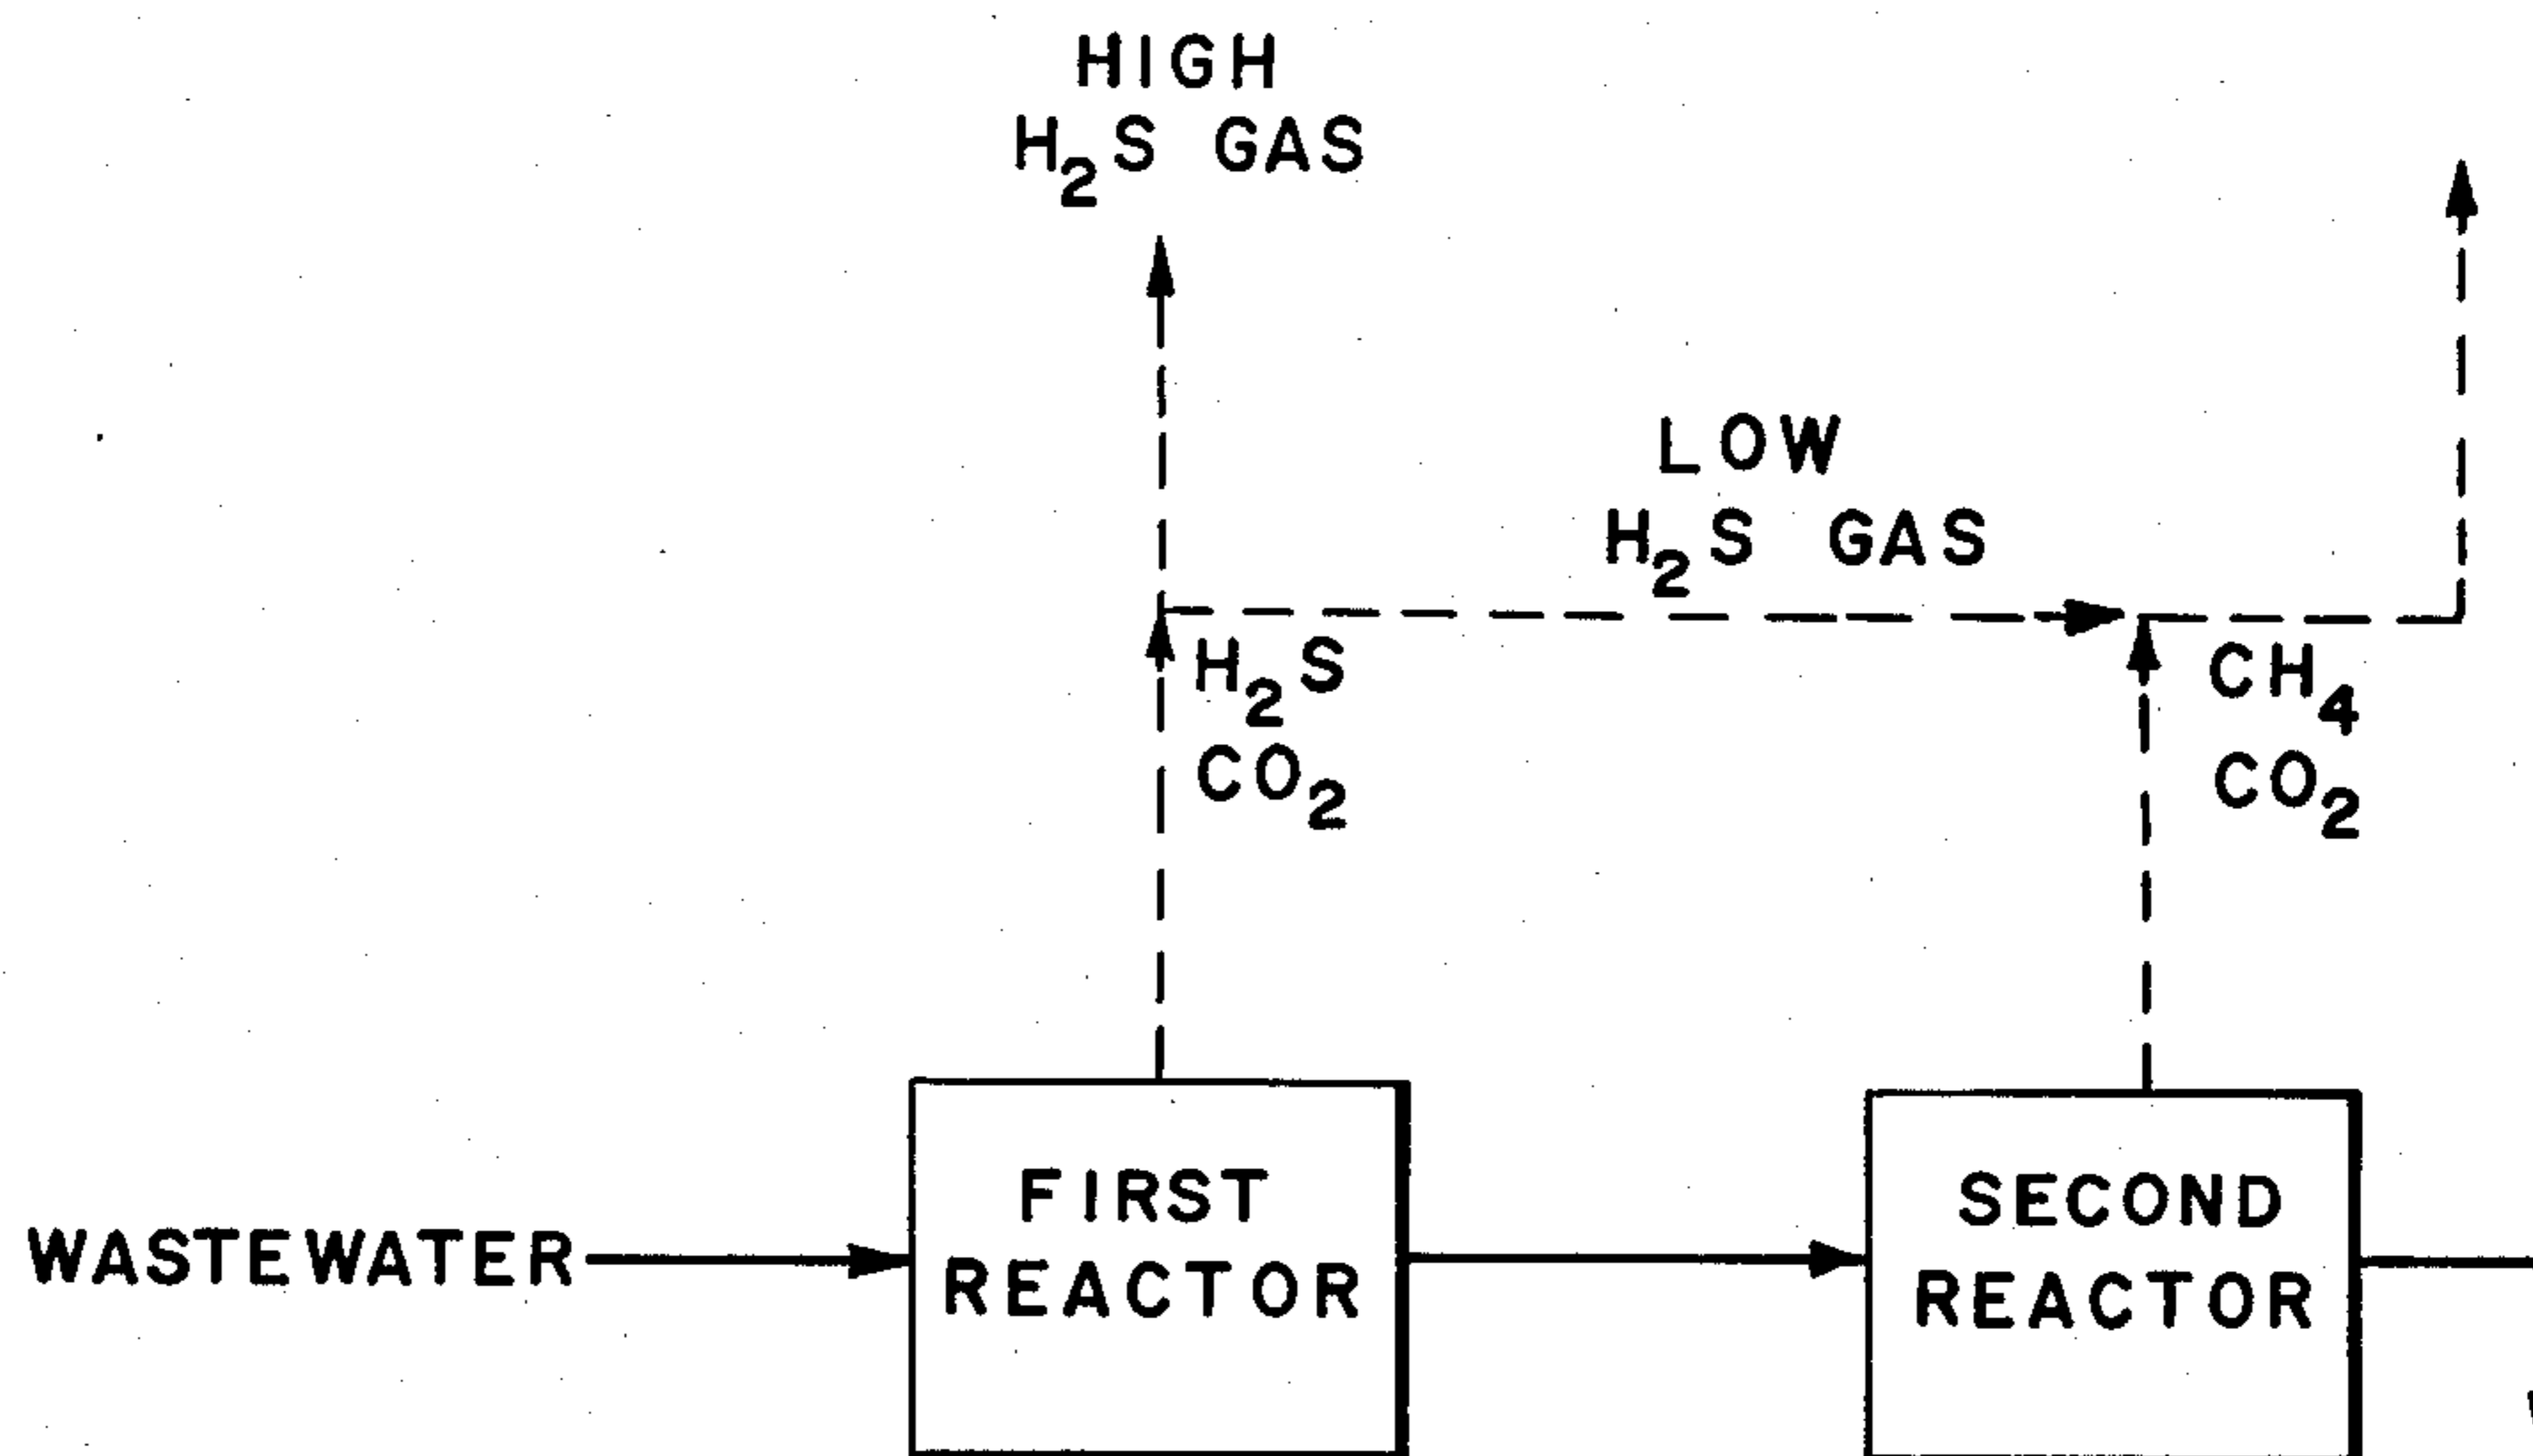 HIGH
H₂S GAS
LOW
H₂S GAS
H₂S
CO₂
CH₄
CO₂
WASTEWATER
FIRST
REACTOR
SECOND
REACTOR